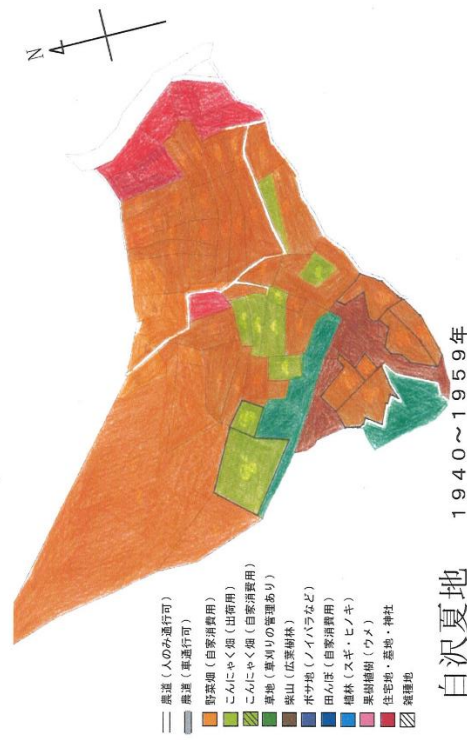 N
農道（人のみ通行可）
農道（車通行可）
野菜畑（自家消費用）
こんにゃく畑（出荷用）
こんにゃく畑（自家消費用）
草地（草刈りの管理あり）
柴山（広葉樹林）
ボサ地（ノイバラなど）
田んぼ（自家消費用）
植林（スギ・ヒノキ）
果樹植樹（ウメ）
住宅地・墓地・神社
雑種地
白沢夏地
1940～1959年